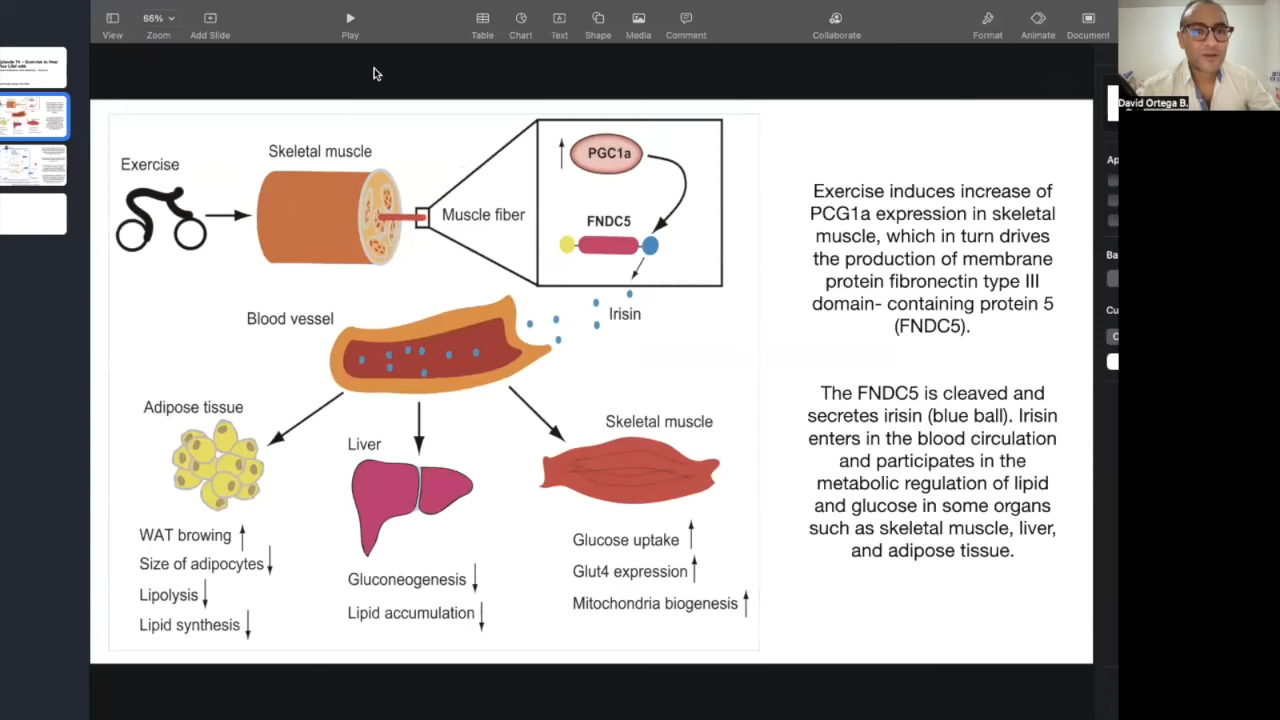 65%
View
Zoom
Add Slide
Play
Table
Chart
Text
Shape
Media
Comment
Collaborate
Format
Animate
Document
David Ortega B.
Exercise
Skeletal muscle
Muscle fiber
PGC1a
FNDC5
Irisin
Blood vessel
Adipose tissue
WAT browing
Size of adipocytes
Lipolysis
Lipid synthesis
Liver
Gluconeogenesis
Lipid accumulation
Skeletal muscle
Glucose uptake
Glut4 expression
Mitochondria biogenesis
Exercise induces increase of
PCG1a expression in skeletal
muscle, which in turn drives
the production of membrane
protein fibronectin type III
domain- containing protein 5
(FNDC5).
The FNDC5 is cleaved and
secretes irisin (blue ball). Irisin
enters in the blood circulation
and participates in the
metabolic regulation of lipid
and glucose in some organs
such as skeletal muscle, liver,
and adipose tissue.
Ap
Ba
Cu